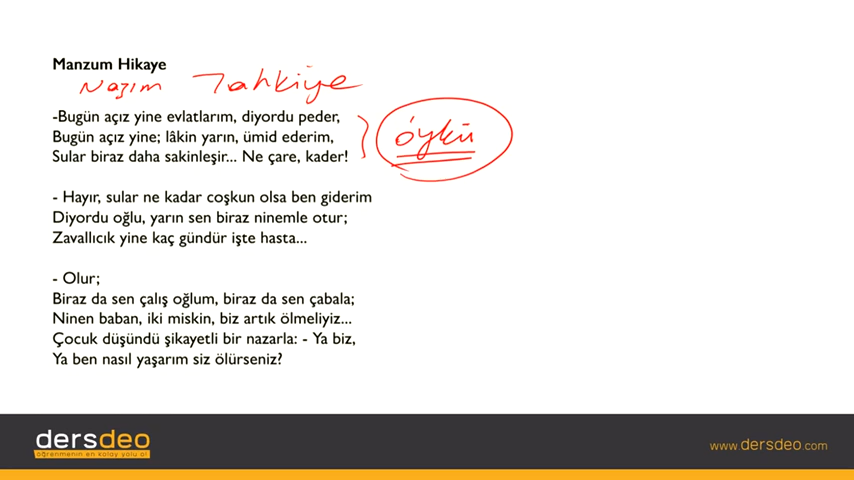 Manzum Hikaye
Nazım Tahkiye
-Bugün açız yine evlatlarım, diyordu peder,
Bugün açız yine; lâkin yarın, ümid ederim,
Sular biraz daha sakinleşir... Ne çare, kader!
öykü
- Hayır, sular ne kadar coşkun olsa ben giderim
Diyordu oğlu, yarın sen biraz ninemle otur;
Zavallıcık yine kaç gündür işte hasta...
- Olur;
Biraz da sen çalış oğlum, biraz da sen çabala;
Ninen baban, iki miskin, biz artık ölmeliyiz...
Çocuk düşündü şikayetli bir nazarla: - Ya biz,
Ya ben nasıl yaşarım siz ölürseniz?
dersdeo
öğrenmenin en kolay yolu
www.dersdeo.com